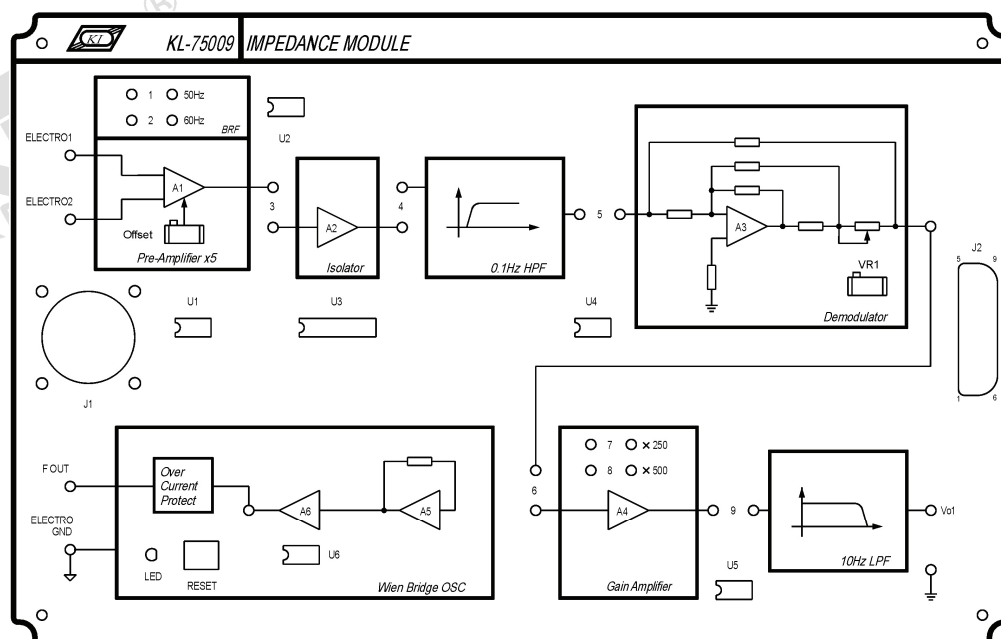 KL-75009 IMPEDANCE MODULE
1 50Hz
2 60Hz
BRF
U2
ELECTRO1
ELECTRO2
A1
Offset
Pre-Amplifier x5
3
A2
Isolator
4
0.1Hz HPF
5
A3
VR1
Demodulator
J2
5 9
1 6
U1
U3
U4
J1
F OUT
Over
Current
Protect
A6
A5
ELECTRO
GND
LED
RESET
U6
Wien Bridge OSC
6
7 ×250
8 ×500
A4
Gain Amplifier
9
U5
10Hz LPF
Vo1